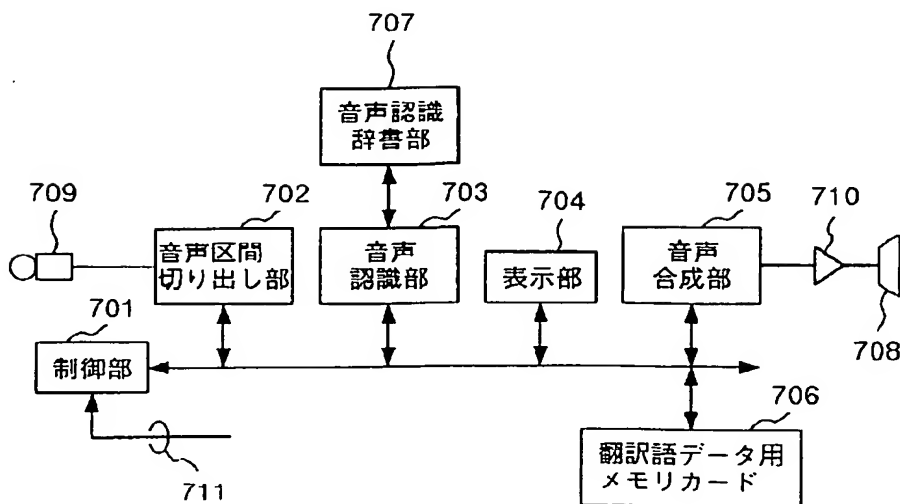 707
音声認識
辞書部
709
702
703
704
705
710
音声区間
切り出し部
音声
認識部
表示部
音声
合成部
701
708
制御部
706
711
翻訳語データ用
メモリカード